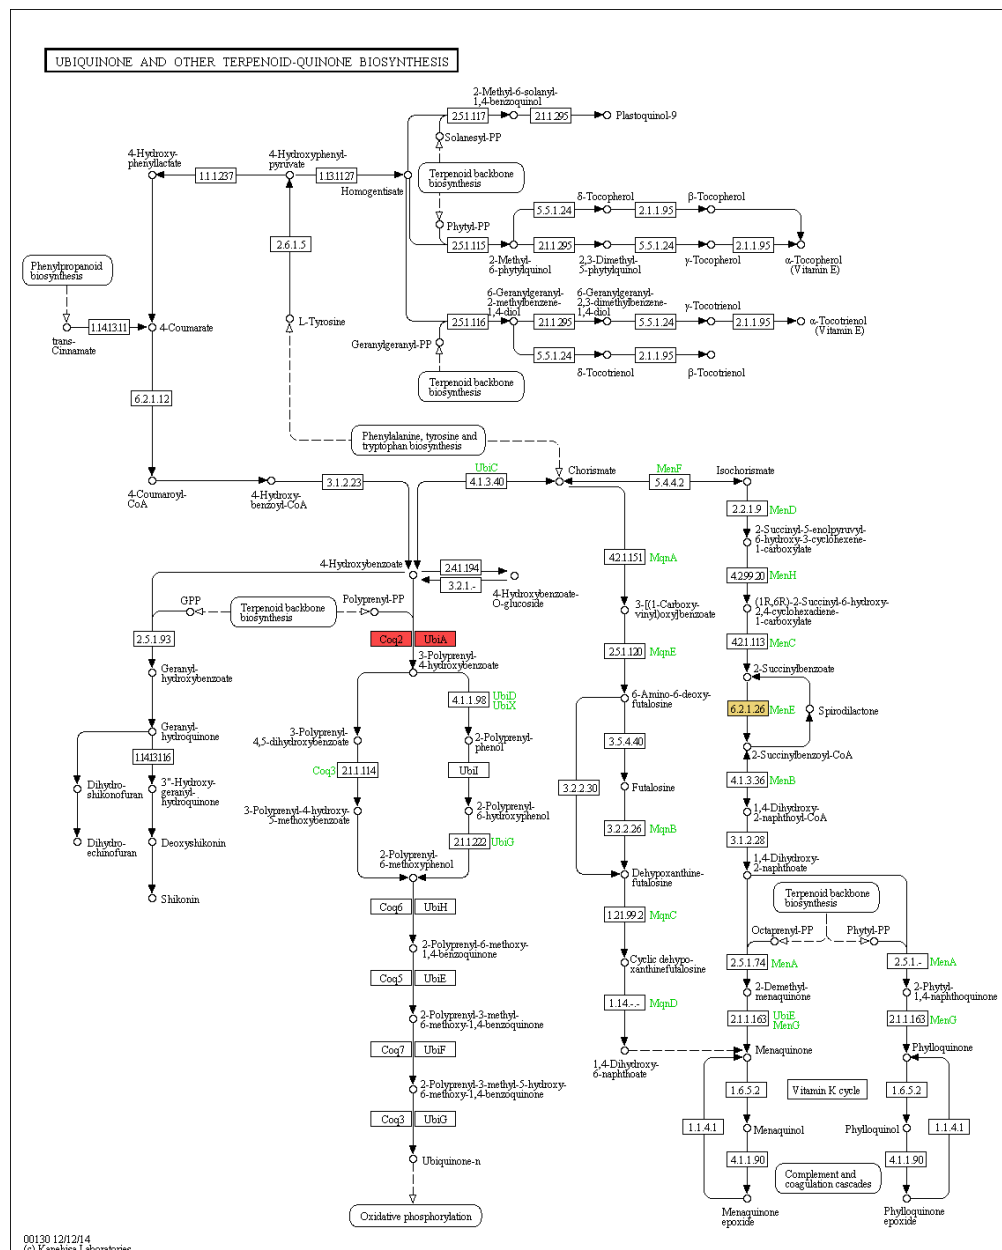 UBIQUINONE AND OTHER TERPENOID-QUINONE BIOSYNTHESIS
2-Methyl-6-solanyl-
1,4-benzoquinol
2.5.1.117
2.1.1.295
Plastoquinol-9
Solanesyl-PP
4-Hydroxy-
phenyllactate
4-Hydroxyphenyl-
pyruvate
1.1.1.237
1.13.11.27
Homogentisate
Terpenoid backbone
biosynthesis
δ-Tocopherol
β-Tocopherol
5.5.1.24
2.1.1.95
Phytyl-PP
2.6.1.5
2.5.1.115
2.1.1.295
5.5.1.24
2.1.1.95
2-Methyl-
6-phytylquinol
2,3-Dimethyl-
5-phytylquinol
γ-Tocopherol
α-Tocopherol
(Vitamin E)
Phenylpropanoid
biosynthesis
6-Geranylgeranyl-
2-methylbenzene-
1,4-diol
6-Geranylgeranyl-
2,3-dimethylbenzene-
1,4-diol
γ-Tocotrienol
L-Tyrosine
1.14.13.11
4-Coumarate
trans-
Cinnamate
2.5.1.116
2.1.1.295
5.5.1.24
2.1.1.95
α-Tocotrienol
(Vitamin E)
Geranylgeranyl-PP
5.5.1.24
2.1.1.95
δ-Tocotrienol
β-Tocotrienol
Terpenoid backbone
biosynthesis
6.2.1.12
Phenylalanine, tyrosine and
tryptophan biosynthesis
UbiC
Chorismate
MenF
Isochorismate
4-Coumaroyl-
CoA
4-Hydroxy-
benzoyl-CoA
3.1.2.23
4.1.3.40
5.4.4.2
2.2.1.9
MenD
2-Succinyl-5-enolpyruvyl-
6-hydroxy-3-cyclohexene-
1-carboxylate
4.2.1.151
MqnA
4-Hydroxybenzoate
2.4.1.194
3.2.1.-
4-Hydroxybenzoate-
O-glucoside
4.2.99.20
MenH
GPP
Terpenoid backbone
biosynthesis
Polyprenyl-PP
3-[(1-Carboxy-
vinyl)oxy]benzoate
(1R,6R)-2-Succinyl-6-hydroxy-
2,4-cyclohexadiene-
1-carboxylate
2.5.1.93
Coq2
UbiA
2.5.1.120
MqnE
4.2.1.113
MenC
3-Polyprenyl-
4-hydroxybenzoate
2-Succinylbenzoate
Geranyl-
hydroxybenzoate
4.1.1.98
UbiD
UbiX
6-Amino-6-deoxy-
futalosine
6.2.1.26
MenE
Spirodilactone
Geranyl-
hydroquinone
3-Polyprenyl-
4,5-dihydroxybenzoate
2-Polyprenyl-
phenol
3.5.4.40
2-Succinylbenzoyl-CoA
1.14.13.116
Coq3
2.1.1.114
UbiI
3.2.2.30
Futalosine
4.1.3.36
MenB
Dihydro-
shikonofuran
3"-Hydroxy-
geranyl-
hydroquinone
3-Polyprenyl-4-hydroxy-
5-methoxybenzoate
2-Polyprenyl-
6-hydroxyphenol
1,4-Dihydroxy-
2-naphthoyl-CoA
3.2.2.26
MqnB
Dihydro-
echinofuran
Deoxyshikonin
2.1.1.222
UbiG
3.1.2.28
2-Polyprenyl-
6-methoxyphenol
1,4-Dihydroxy-
2-naphthoate
Dehypoxanthine-
futalosine
Shikonin
Coq6
UbiH
1.21.99.2
MqnC
Terpenoid backbone
biosynthesis
Octaprenyl-PP
Phytyl-PP
2-Polyprenyl-6-methoxy-
1,4-benzoquinone
Cyclic dehypo-
xanthinefutalosine
2.5.1.74
MenA
2.5.1.-
MenA
Coq5
UbiE
2-Demethyl-
menaquinone
2-Phytyl-
1,4-naphthoquinone
1.14.-.-
MqnD
2-Polyprenyl-3-methyl-
6-methoxy-1,4-benzoquinone
2.1.1.163
UbiE
MenG
2.1.1.163
MenG
Coq7
UbiF
1,4-Dihydroxy-
6-naphthoate
Menaquinone
Phylloquinone
2-Polyprenyl-3-methyl-5-hydroxy-
6-methoxy-1,4-benzoquinone
1.6.5.2
Vitamin K cycle
1.6.5.2
Coq3
UbiG
1.1.4.1
Menaquinol
Phylloquinol
1.1.4.1
Ubiquinone-n
4.1.1.90
4.1.1.90
Complement and
coagulation cascades
Oxidative phosphorylation
Menaquinone
epoxide
Phylloquinone
epoxide
00130 12/12/14
(c) Kanehisa Laboratories